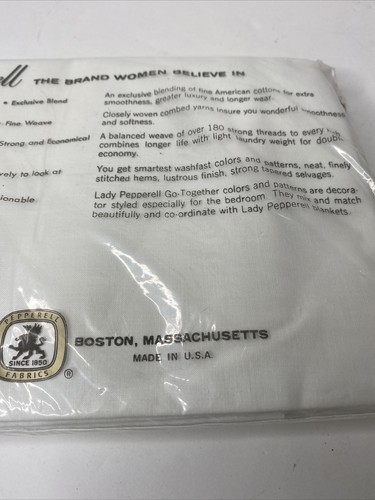 ell THE BRAND WOMEN BELIEVE IN
• Exclusive Blend
An exclusive blending of fine American cottons for extra
smoothness, greater luxury and longer wear.
Fine Weave
Closely woven combed yarns insure you wonderful smoothness
and softness.
Strong and Economical
A balanced weave of over 180 strong threads to every
combines longer life with light laundry weight for double
economy.
rely to look at
You get smartest washfast colors and patterns, neat, finely
stitched hems, lustrous finish, strong tapered selvages.
ionable
Lady Pepperell Go-Together colors and patterns are decora-
tor styled especially for the bedroom. They mix and match
beautifully and co-ordinate with Lady Pepperell blankets.
PEPPERELL
SINCE 1850
FABRICS
®
BOSTON, MASSACHUSETTS
MADE IN U.S.A.